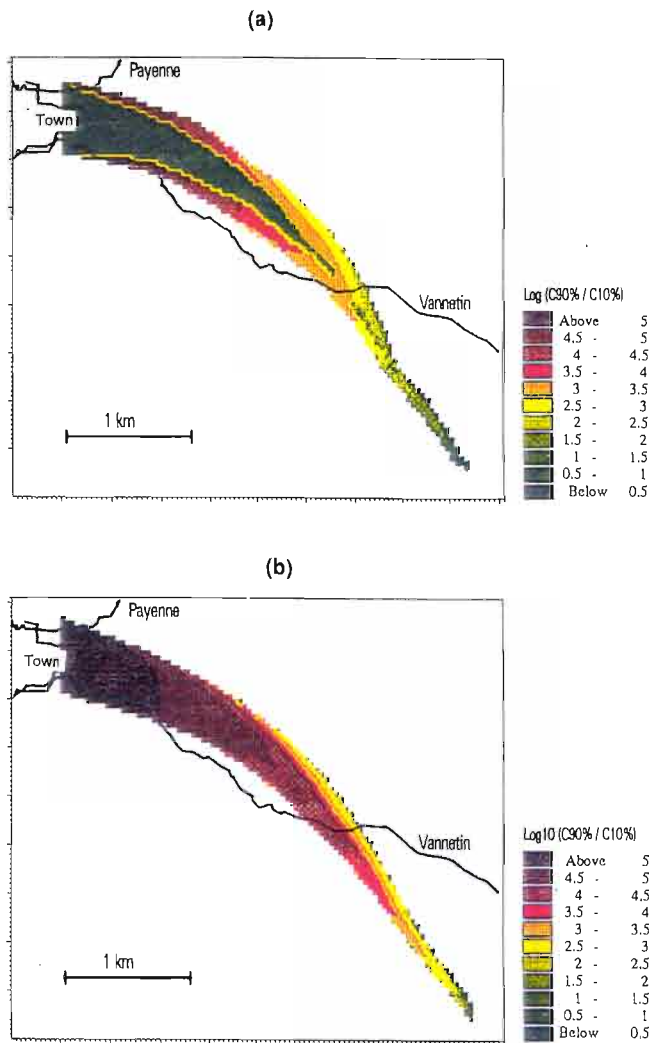 (a)
Payenne
Town
Vannetin
1 km
Log (C90% / C10%)
Above 5
4.5 - 5
4 - 4.5
3.5 - 4
3 - 3.5
2.5 - 3
2 - 2.5
1.5 - 2
1 - 1.5
0.5 - 1
Below 0.5
(b)
Payenne
Town
Vannetin
1 km
Log10 (C90% / C10%)
Above 5
4.5 - 5
4 - 4.5
3.5 - 4
3 - 3.5
2.5 - 3
2 - 2.5
1.5 - 2
1 - 1.5
0.5 - 1
Below 0.5